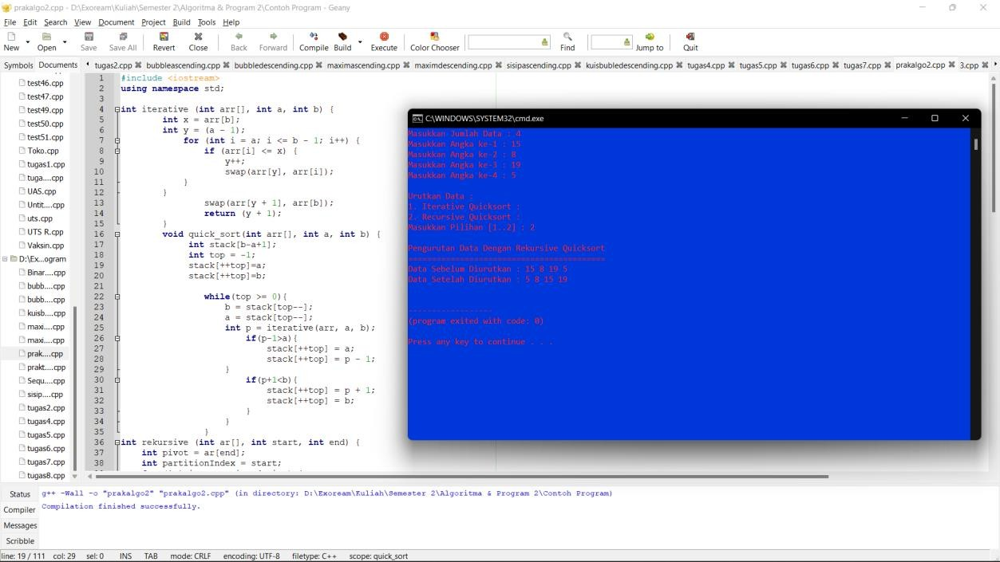 prakalgo2.cpp - D:\Exoream\Kuliah\Semester 2\Algoritma & Program 2\Contoh Program - Geany
File Edit Search View Document Project Build Tools Help
New Open Save Save All Revert Close Back Forward Compile Build Execute Color Chooser Find Jump to Quit
Symbols Documents tugas2.cpp bubbleascending.cpp bubbledescending.cpp maximascending.cpp maximdescending.cpp sisipascending.cpp kuisbubledescending.cpp tugas4.cpp tugas5.cpp tugas6.cpp tugas7.cpp prakalgo2.cpp 3.cpp
test46.cpp
test47.cpp
test49.cpp
test50.cpp
test51.cpp
Toko.cpp
tugas1.cpp
tuga....cpp
UAS.cpp
Untit....cpp
uts.cpp
UTS R.cpp
Vaksin.cpp
D:\Ex...ogram
Binar....cpp
bubb....cpp
bubb....cpp
kuisb....cpp
maxi....cpp
maxi....cpp
prak....cpp
prakt....cpp
Sequ....cpp
sisip....cpp
tugas2.cpp
tugas4.cpp
tugas5.cpp
tugas6.cpp
tugas7.cpp
tugas8.cpp
1 #include <iostream>
2 using namespace std;
3
4 int iterative (int arr[], int a, int b) {
5 int x = arr[b];
6 int y = (a - 1);
7 for (int i = a; i <= b - 1; i++) {
8 if (arr[i] <= x) {
9 y++;
10 swap(arr[y], arr[i]);
11 }
12 }
13 swap(arr[y + 1], arr[b]);
14 return (y + 1);
15 }
16 void quick_sort(int arr[], int a, int b) {
17 int stack[b-a+1];
18 int top = -1;
19 stack[++top]=a;
20 stack[++top]=b;
21
22 while(top >= 0){
23 b = stack[top--];
24 a = stack[top--];
25 int p = iterative(arr, a, b);
26 if(p-1>a){
27 stack[++top] = a;
28 stack[++top] = p - 1;
29 }
30 if(p+1<b){
31 stack[++top] = p + 1;
32 stack[++top] = b;
33 }
34 }
35 }
36 int rekursive (int ar[], int start, int end) {
37 int pivot = ar[end];
38 int partitionIndex = start;
C:\WINDOWS\SYSTEM32\cmd.exe
Masukkan Jumlah Data : 4
Masukkan Angka ke-1 : 15
Masukkan Angka ke-2 : 8
Masukkan Angka ke-3 : 19
Masukkan Angka ke-4 : 5
Urutkan Data :
1. Iterative Quicksort :
2. Recursive Quicksort :
Masukkan Pilihan [1..2] : 2
Pengurutan Data Dengan Rekursive Quicksort
==========================================
Data Sebelum Diurutkan : 15 8 19 5
Data Setelah Diurutkan : 5 8 15 19
------------------
(program exited with code: 0)
Press any key to continue . . .
Status
Compiler
Messages
Scribble
g++ -Wall -o "prakalgo2" "prakalgo2.cpp" (in directory: D:\Exoream\Kuliah\Semester 2\Algoritma & Program 2\Contoh Program)
Compilation finished successfully.
line: 19 / 111 col: 29 sel: 0 INS TAB mode: CRLF encoding: UTF-8 filetype: C++ scope: quick_sort